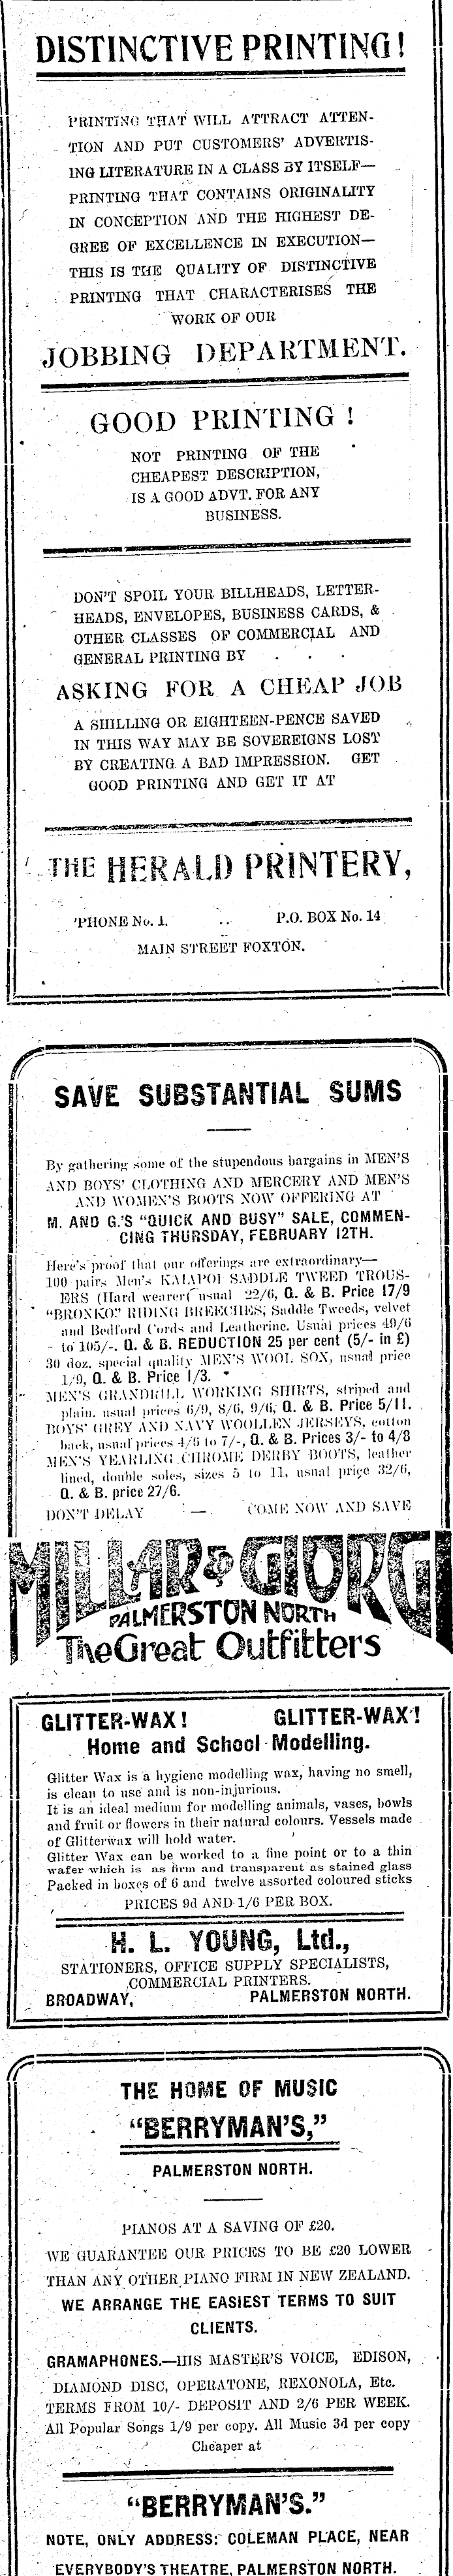 DISTINCTIVE PRINTING!
PRINTING THAT WILL ATTRACT ATTEN-
TION AND PUT CUSTOMERS' ADVERTIS-
ING LITERATURE IN A CLASS BY ITSELF—
PRINTING THAT CONTAINS ORIGINALITY
IN CONCEPTION AND THE HIGHEST DE-
GREE OF EXCELLENCE IN EXECUTION—
THIS IS THE QUALITY OF DISTINCTIVE
PRINTING THAT CHARACTERISES THE
WORK OF OUR
JOBBING DEPARTMENT.
GOOD PRINTING !
NOT PRINTING OF THE
CHEAPEST DESCRIPTION,
IS A GOOD ADVT. FOR ANY
BUSINESS.
DON'T SPOIL YOUR BILLHEADS, LETTER-
HEADS, ENVELOPES, BUSINESS CARDS, &
OTHER CLASSES OF COMMERCIAL AND
GENERAL PRINTING BY . . .
ASKING FOR A CHEAP JOB
A SHILLING OR EIGHTEEN-PENCE SAVED
IN THIS WAY MAY BE SOVEREIGNS LOST
BY CREATING A BAD IMPRESSION. GET
GOOD PRINTING AND GET IT AT
THE HERALD PRINTERY,
'PHONE No. 1. .. P.O. BOX No. 14
MAIN STREET FOXTON.
SAVE SUBSTANTIAL SUMS
By gathering some of the stupendous bargains in MEN'S
AND BOYS' CLOTHING AND MERCERY AND MEN'S
AND WOMEN'S BOOTS NOW OFFERING AT
M. AND G.'S "QUICK AND BUSY" SALE, COMMEN-
CING THURSDAY, FEBRUARY 12TH.
Here's proof that our offerings are extraordinary—
100 pairs Men's KAIAPOI SADDLE TWEED TROUS-
ERS (Hard wearer( usual 22/6, Q. & B. Price 17/9
"BRONKO" RIDING BREECHES, Saddle Tweeds, velvet
and Bedford Cords and Leatherine. Usual prices 49/6
to 105/-. Q. & B. REDUCTION 25 per cent (5/- in £)
30 doz. special quality MEN'S WOOL SOX, usual price
1/9, Q. & B. Price 1/3.
MEN'S GRANDRILL WORKING SHIRTS, striped and
plain, usual prices 6/9, 8/6, 9/6, Q. & B. Price 5/11.
BOYS' GREY AND NAVY WOOLLEN JERSEYS, cotton
back, usual prices 4/6 to 7/-, Q. & B. Prices 3/- to 4/8
MEN'S YEARLING CHROME DERBY BOOTS, leather
lined, double soles, sizes 5 to 11, usual price 32/6,
Q. & B. price 27/6.
DON'T DELAY — COME NOW AND SAVE
MILLAR & GIORGI
PALMERSTON NORTH
The Great Outfitters
GLITTER-WAX! GLITTER-WAX!
Home and School Modelling.
Glitter Wax is a hygiene modelling wax, having no smell,
is clean to use and is non-injurious.
It is an ideal medium for modelling animals, vases, bowls
and fruit or flowers in their natural colours. Vessels made
of Glitterwax will hold water.
Glitter Wax can be worked to a fine point or to a thin
wafer which is as firm and transparent as stained glass
Packed in boxes of 6 and twelve assorted coloured sticks
PRICES 9d AND 1/6 PER BOX.
H. L. YOUNG, Ltd.,
STATIONERS, OFFICE SUPPLY SPECIALISTS,
COMMERCIAL PRINTERS.
BROADWAY, PALMERSTON NORTH.
THE HOME OF MUSIC
"BERRYMAN'S,"
PALMERSTON NORTH.
PIANOS AT A SAVING OF £20.
WE GUARANTEE OUR PRICES TO BE £20 LOWER
THAN ANY OTHER PIANO FIRM IN NEW ZEALAND.
WE ARRANGE THE EASIEST TERMS TO SUIT
CLIENTS.
GRAMAPHONES.—HIS MASTER'S VOICE, EDISON,
DIAMOND DISC, OPERATONE, REXONOLA, Etc.
TERMS FROM 10/- DEPOSIT AND 2/6 PER WEEK.
All Popular Songs 1/9 per copy. All Music 3d per copy
Cheaper at
"BERRYMAN'S."
NOTE, ONLY ADDRESS: COLEMAN PLACE, NEAR
EVERYBODY'S THEATRE, PALMERSTON NORTH.